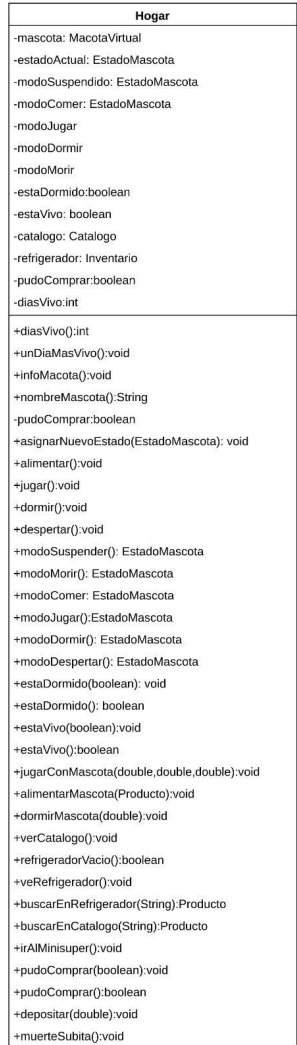 Hogar
-mascota: MacotaVirtual
-estadoActual: EstadoMascota
-modoSuspendido: EstadoMascota
-modoComer: EstadoMascota
-modoJugar
-modoDormir
-modoMorir
-estaDormido:boolean
-estaVivo: boolean
-catalogo: Catalogo
-refrigerador: Inventario
-pudoComprar:boolean
-diasVivo:int
+diasVivo():int
+unDiaMasVivo():void
+infoMacota():void
+nombreMascota():String
-pudoComprar:boolean
+asignarNuevoEstado(EstadoMascota): void
+alimentar():void
+jugar():void
+dormir():void
+despertar():void
+modoSuspender(): EstadoMascota
+modoMorir(): EstadoMascota
+modoComer: EstadoMascota
+modoJugar():EstadoMascota
+modoDormir(): EstadoMascota
+modoDespertar(): EstadoMascota
+estaDormido(boolean): void
+estaDormido(): boolean
+estaVivo(boolean):void
+estaVivo():boolean
+jugarConMascota(double,double,double):void
+alimentarMascota(Producto):void
+dormirMascota(double):void
+verCatalogo():void
+refrigeradorVacio():boolean
+veRefrigerador():void
+buscarEnRefrigerador(String):Producto
+buscarEnCatalogo(String):Producto
+irAlMinisuper():void
+pudoComprar(boolean):void
+pudoComprar():boolean
+depositar(double):void
+muerteSubita():void